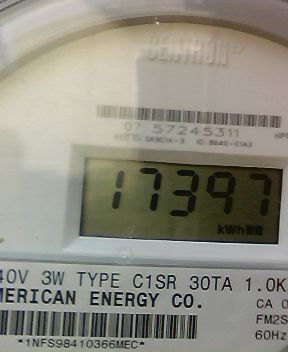 CENTRON
07 57245311
17397
kWh
40V 3W TYPE C1SR 30TA 1.0K
MERICAN ENERGY CO.
CA 0
FM2S
60Hz
*1NFS98410366MEC*